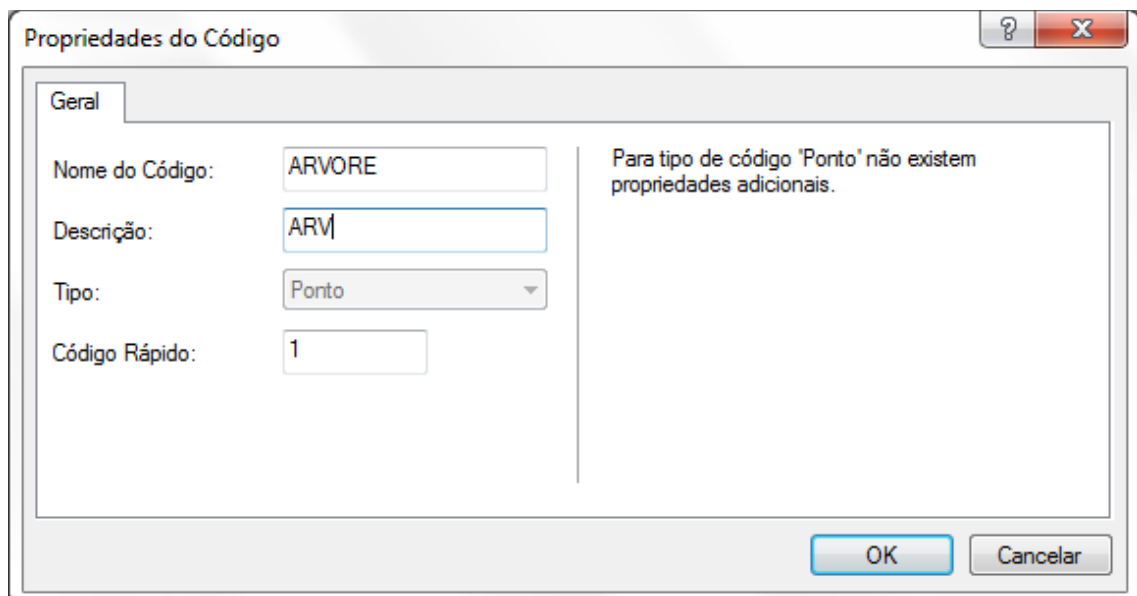 Propriedades do Código
Geral
Nome do Código: ARVORE
Descrição: ARV
Tipo: Ponto
Código Rápido: 1
Para tipo de código 'Ponto' não existem
propriedades adicionais.
OK Cancelar